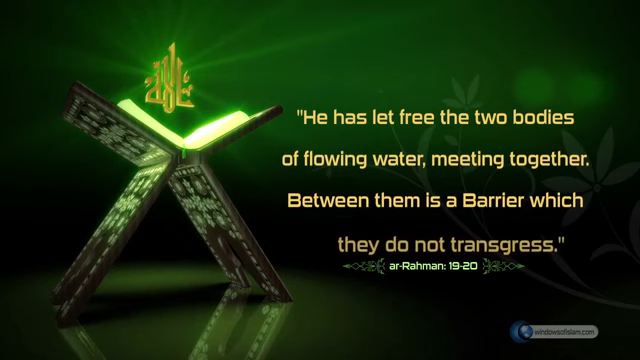 "He has let free the two bodies
of flowing water, meeting together.
Between them is a Barrier which
they do not transgress."
ar-Rahman: 19-20
windowsofislam.com